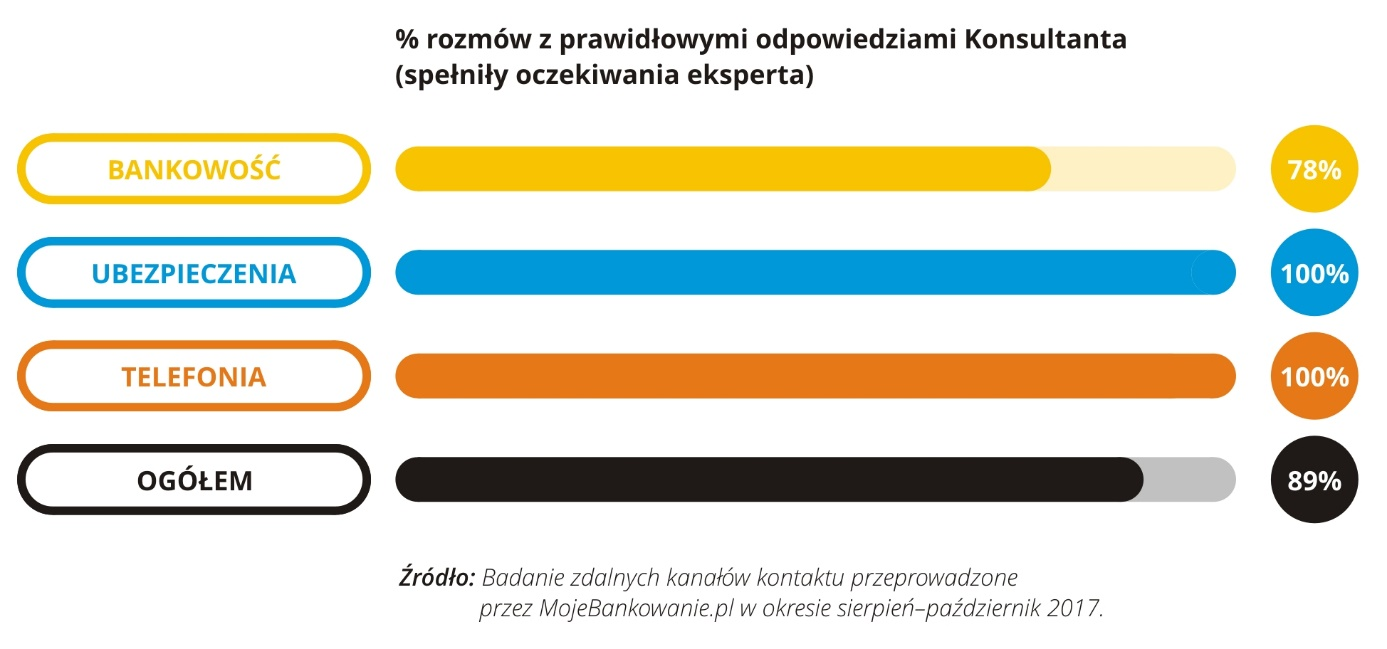 % rozmów z prawidłowymi odpowiedziami Konsultanta
(spełniły oczekiwania eksperta)
BANKOWOŚĆ 78%
UBEZPIECZENIA 100%
TELEFONIA 100%
OGÓŁEM 89%
Źródło: Badanie zdalnych kanałów kontaktu przeprowadzone
przez MojeBankowanie.pl w okresie sierpień–październik 2017.